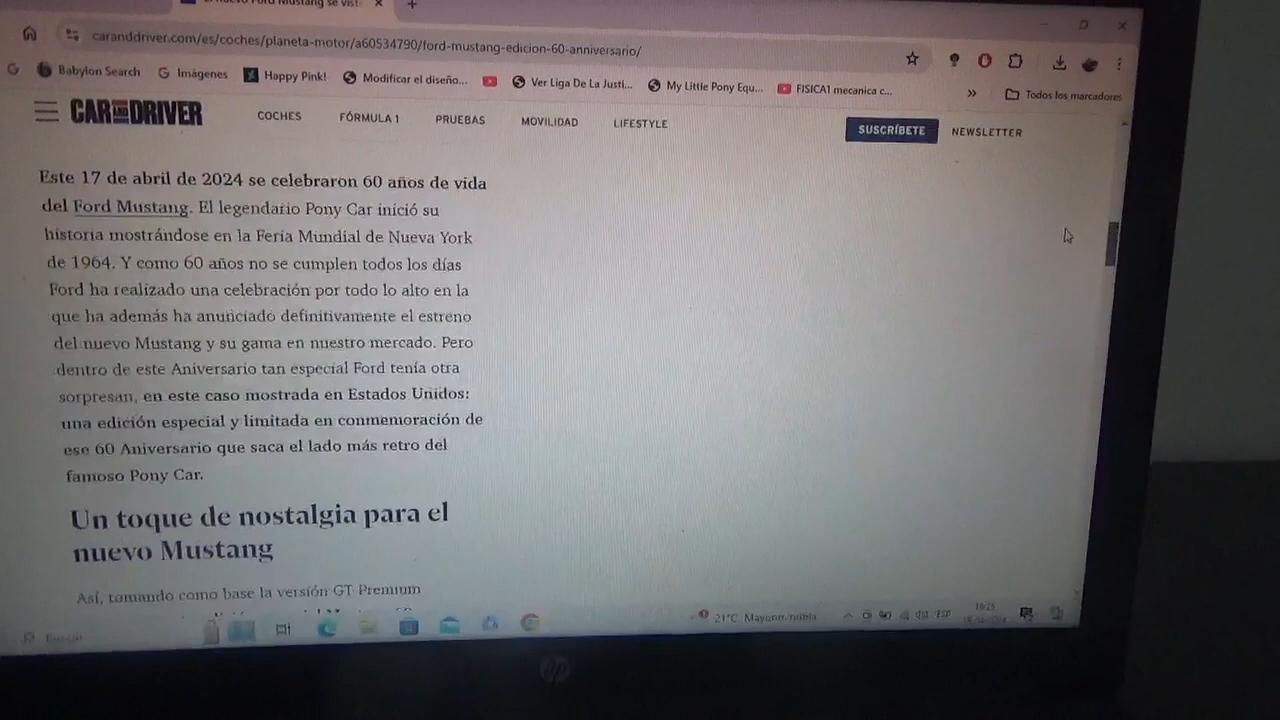 caranddriver.com/es/coches/planeta-motor/a60534790/ford-mustang-edicion-60-anniversario/
Babylon Search Imágenes Happy Pink! Modificar el diseño... Ver Liga De La Justi... My Little Pony Equ... FISICA1 mecanica c... » Todos los marcadores
CAR AND DRIVER COCHES FÓRMULA 1 PRUEBAS MOVILIDAD LIFESTYLE SUSCRÍBETE NEWSLETTER
Este 17 de abril de 2024 se celebraron 60 años de vida
del Ford Mustang. El legendario Pony Car inició su
historia mostrándose en la Feria Mundial de Nueva York
de 1964. Y como 60 años no se cumplen todos los días
Ford ha realizado una celebración por todo lo alto en la
que ha además ha anunciado definitivamente el estreno
del nuevo Mustang y su gama en nuestro mercado. Pero
dentro de este Aniversario tan especial Ford tenía otra
sorpresan, en este caso mostrada en Estados Unidos:
una edición especial y limitada en conmemoración de
ese 60 Aniversario que saca el lado más retro del
famoso Pony Car.
Un toque de nostalgia para el
nuevo Mustang
Así, tomando como base la versión GT Premium
Buscar 21°C Mayorm. nubla. ESP
hp